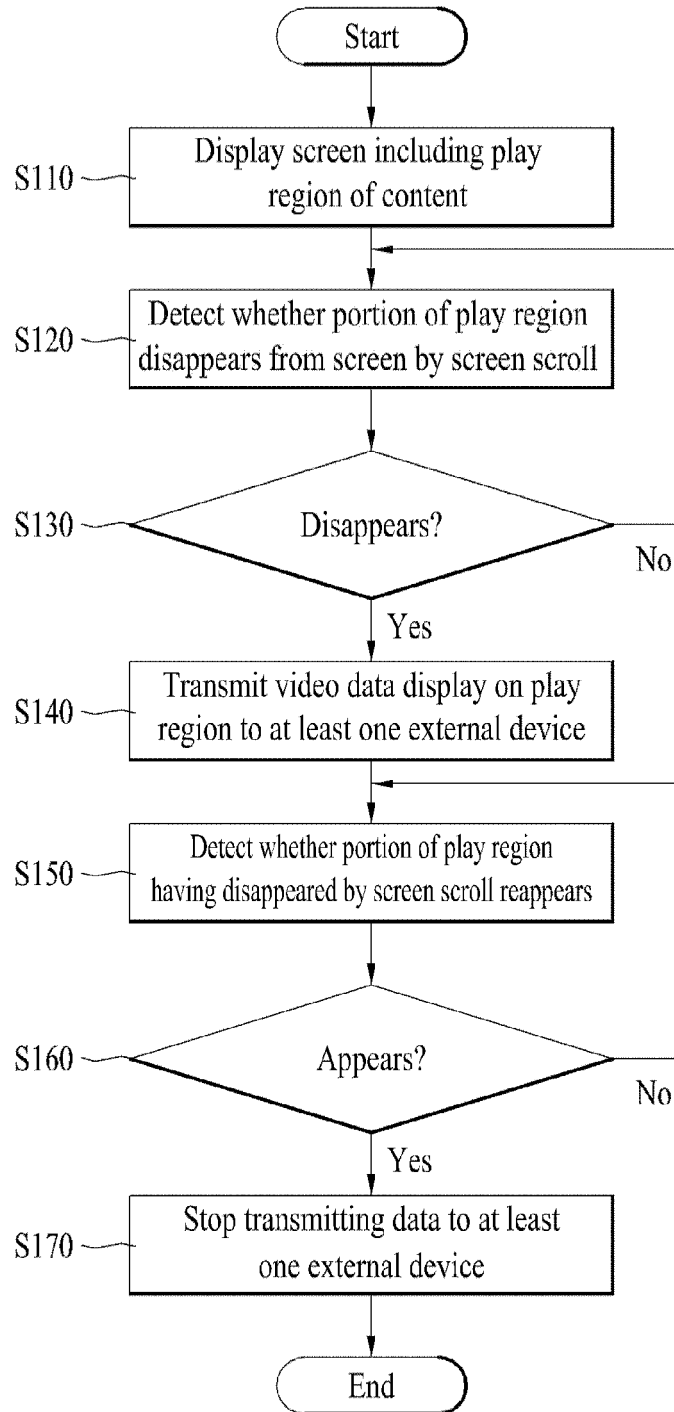 Start
S110
Display screen including play
region of content
S120
Detect whether portion of play region
disappears from screen by screen scroll
S130
Disappears?
No
Yes
S140
Transmit video data display on play
region to at least one external device
S150
Detect whether portion of play region
having disappeared by screen scroll reappears
S160
Appears?
No
Yes
S170
Stop transmitting data to at least
one external device
End